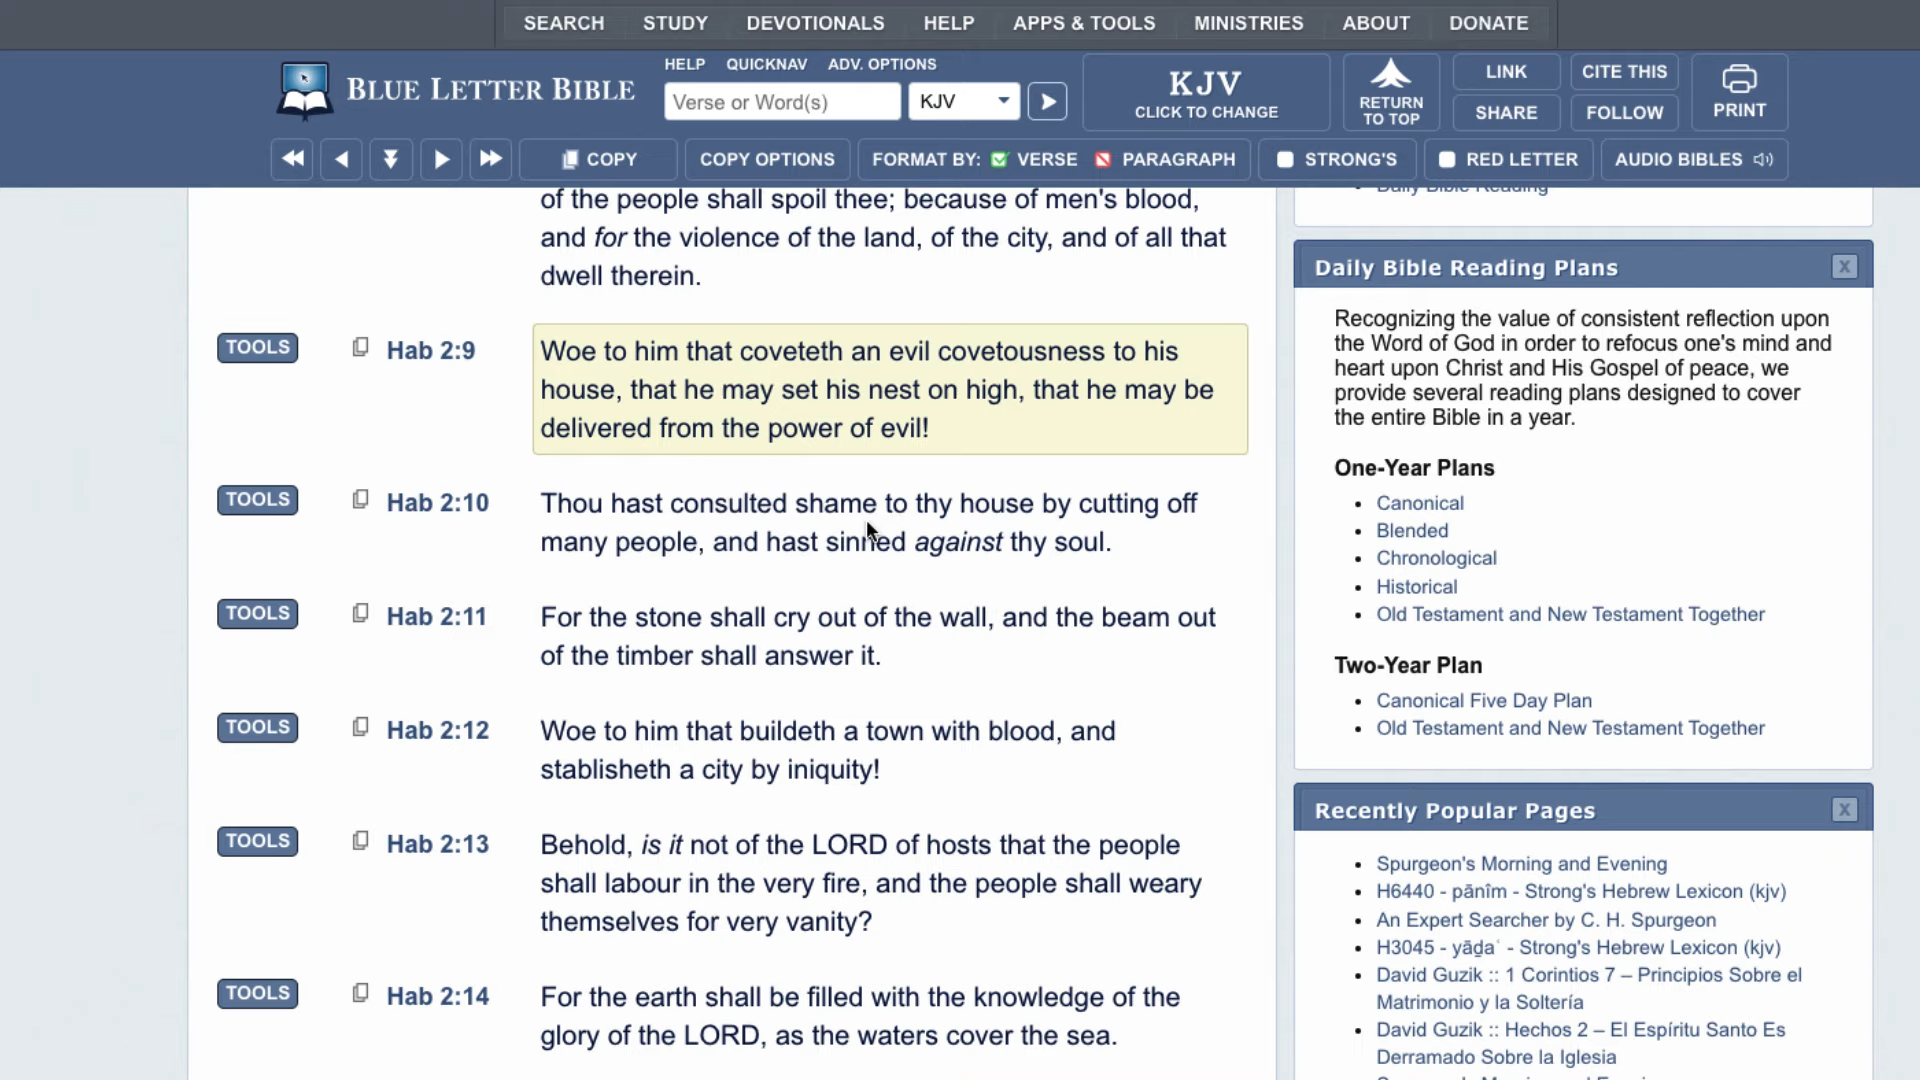 SEARCH STUDY DEVOTIONALS HELP APPS & TOOLS MINISTRIES ABOUT DONATE
BLUE LETTER BIBLE
HELP QUICKNAV ADV. OPTIONS
Verse or Word(s) KJV
KJV
CLICK TO CHANGE
RETURN
TO TOP
LINK CITE THIS
SHARE FOLLOW
PRINT
COPY COPY OPTIONS FORMAT BY: VERSE PARAGRAPH STRONG'S RED LETTER AUDIO BIBLES
of the people shall spoil thee; because of men's blood,
and for the violence of the land, of the city, and of all that
dwell therein.
TOOLS Hab 2:9 Woe to him that coveteth an evil covetousness to his
house, that he may set his nest on high, that he may be
delivered from the power of evil!
TOOLS Hab 2:10 Thou hast consulted shame to thy house by cutting off
many people, and hast sinned against thy soul.
TOOLS Hab 2:11 For the stone shall cry out of the wall, and the beam out
of the timber shall answer it.
TOOLS Hab 2:12 Woe to him that buildeth a town with blood, and
stablisheth a city by iniquity!
TOOLS Hab 2:13 Behold, is it not of the LORD of hosts that the people
shall labour in the very fire, and the people shall weary
themselves for very vanity?
TOOLS Hab 2:14 For the earth shall be filled with the knowledge of the
glory of the LORD, as the waters cover the sea.
Daily Bible Reading
Daily Bible Reading Plans X
Recognizing the value of consistent reflection upon
the Word of God in order to refocus one's mind and
heart upon Christ and His Gospel of peace, we
provide several reading plans designed to cover
the entire Bible in a year.
One-Year Plans
• Canonical
• Blended
• Chronological
• Historical
• Old Testament and New Testament Together
Two-Year Plan
• Canonical Five Day Plan
• Old Testament and New Testament Together
Recently Popular Pages X
• Spurgeon's Morning and Evening
• H6440 - pānîm - Strong's Hebrew Lexicon (kjv)
• An Expert Searcher by C. H. Spurgeon
• H3045 - yāḏaʿ - Strong's Hebrew Lexicon (kjv)
• David Guzik :: 1 Corintios 7 – Principios Sobre el
Matrimonio y la Soltería
• David Guzik :: Hechos 2 – El Espíritu Santo Es
Derramado Sobre la Iglesia